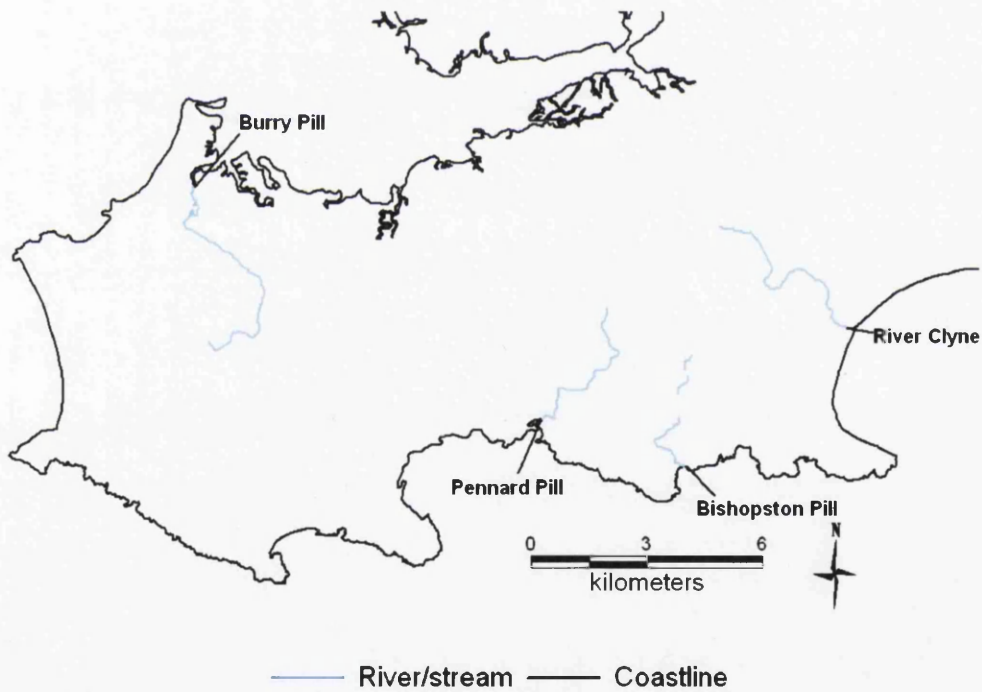 Burry Pill
River Clyne
Pennard Pill
Bishopston Pill
N
0 3 6
kilometers
River/stream Coastline